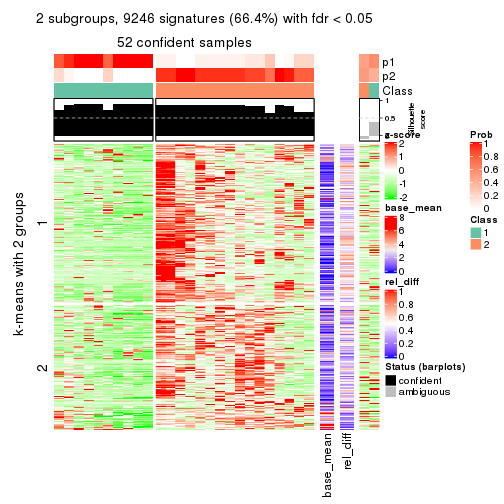 2 subgroups, 9246 signatures (66.4%) with fdr < 0.05
52 confident samples
p1
p2
Class
1
0.5
0
Silhouette
score
k-means with 2 groups
1
2
base_mean
rel_diff
z-score
2
1
0
-1
-2
base_mean
8
6
4
2
0
rel_diff
1
0.8
0.6
0.4
0.2
0
Status (barplots)
confident
ambiguous
Prob
1
0.8
0.6
0.4
0.2
0
Class
1
2